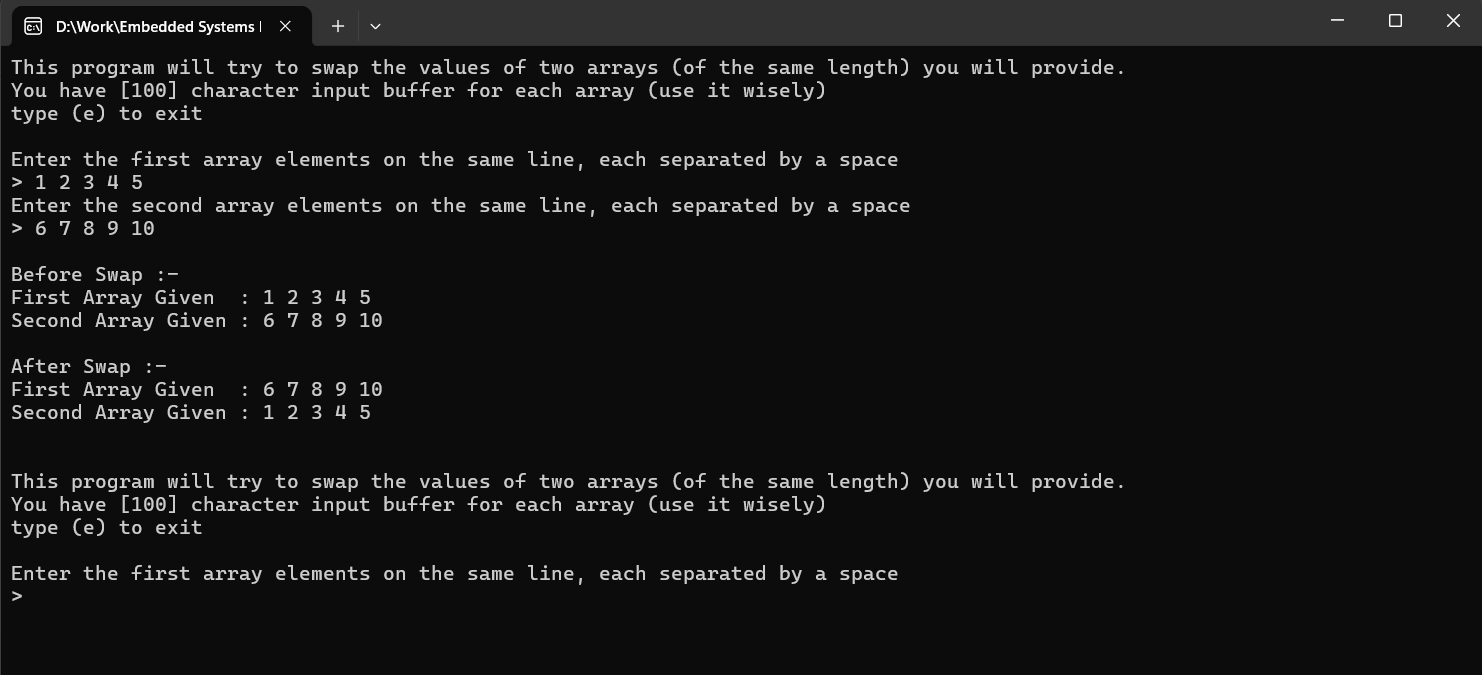 D:\Work\Embedded Systems
This program will try to swap the values of two arrays (of the same length) you will provide.
You have [100] character input buffer for each array (use it wisely)
type (e) to exit
Enter the first array elements on the same line, each separated by a space
> 1 2 3 4 5
Enter the second array elements on the same line, each separated by a space
> 6 7 8 9 10
Before Swap :-
First Array Given  : 1 2 3 4 5
Second Array Given : 6 7 8 9 10
After Swap :-
First Array Given  : 6 7 8 9 10
Second Array Given : 1 2 3 4 5
This program will try to swap the values of two arrays (of the same length) you will provide.
You have [100] character input buffer for each array (use it wisely)
type (e) to exit
Enter the first array elements on the same line, each separated by a space
>